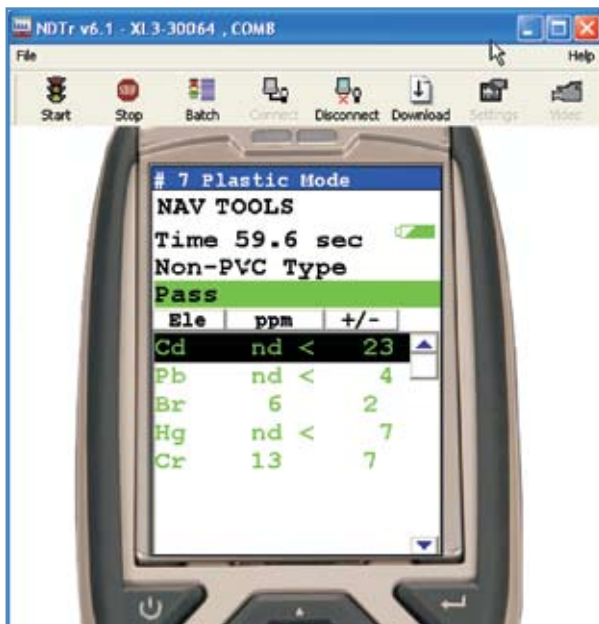 NDTr v6.1 - XL3-30064 , COM8
File Help
Start Stop Batch Connect Disconnect Download Settings Video
# 7 Plastic Mode
NAV TOOLS
Time 59.6 sec
Non-PVC Type
Pass
Ele ppm +/-
Cd nd < 23
Pb nd < 4
Br 6 2
Hg nd < 7
Cr 13 7